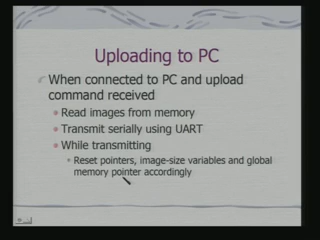 Uploading to PC
When connected to PC and upload
command received
Read images from memory
Transmit serially using UART
While transmitting
Reset pointers, image-size variables and global
memory pointer accordingly